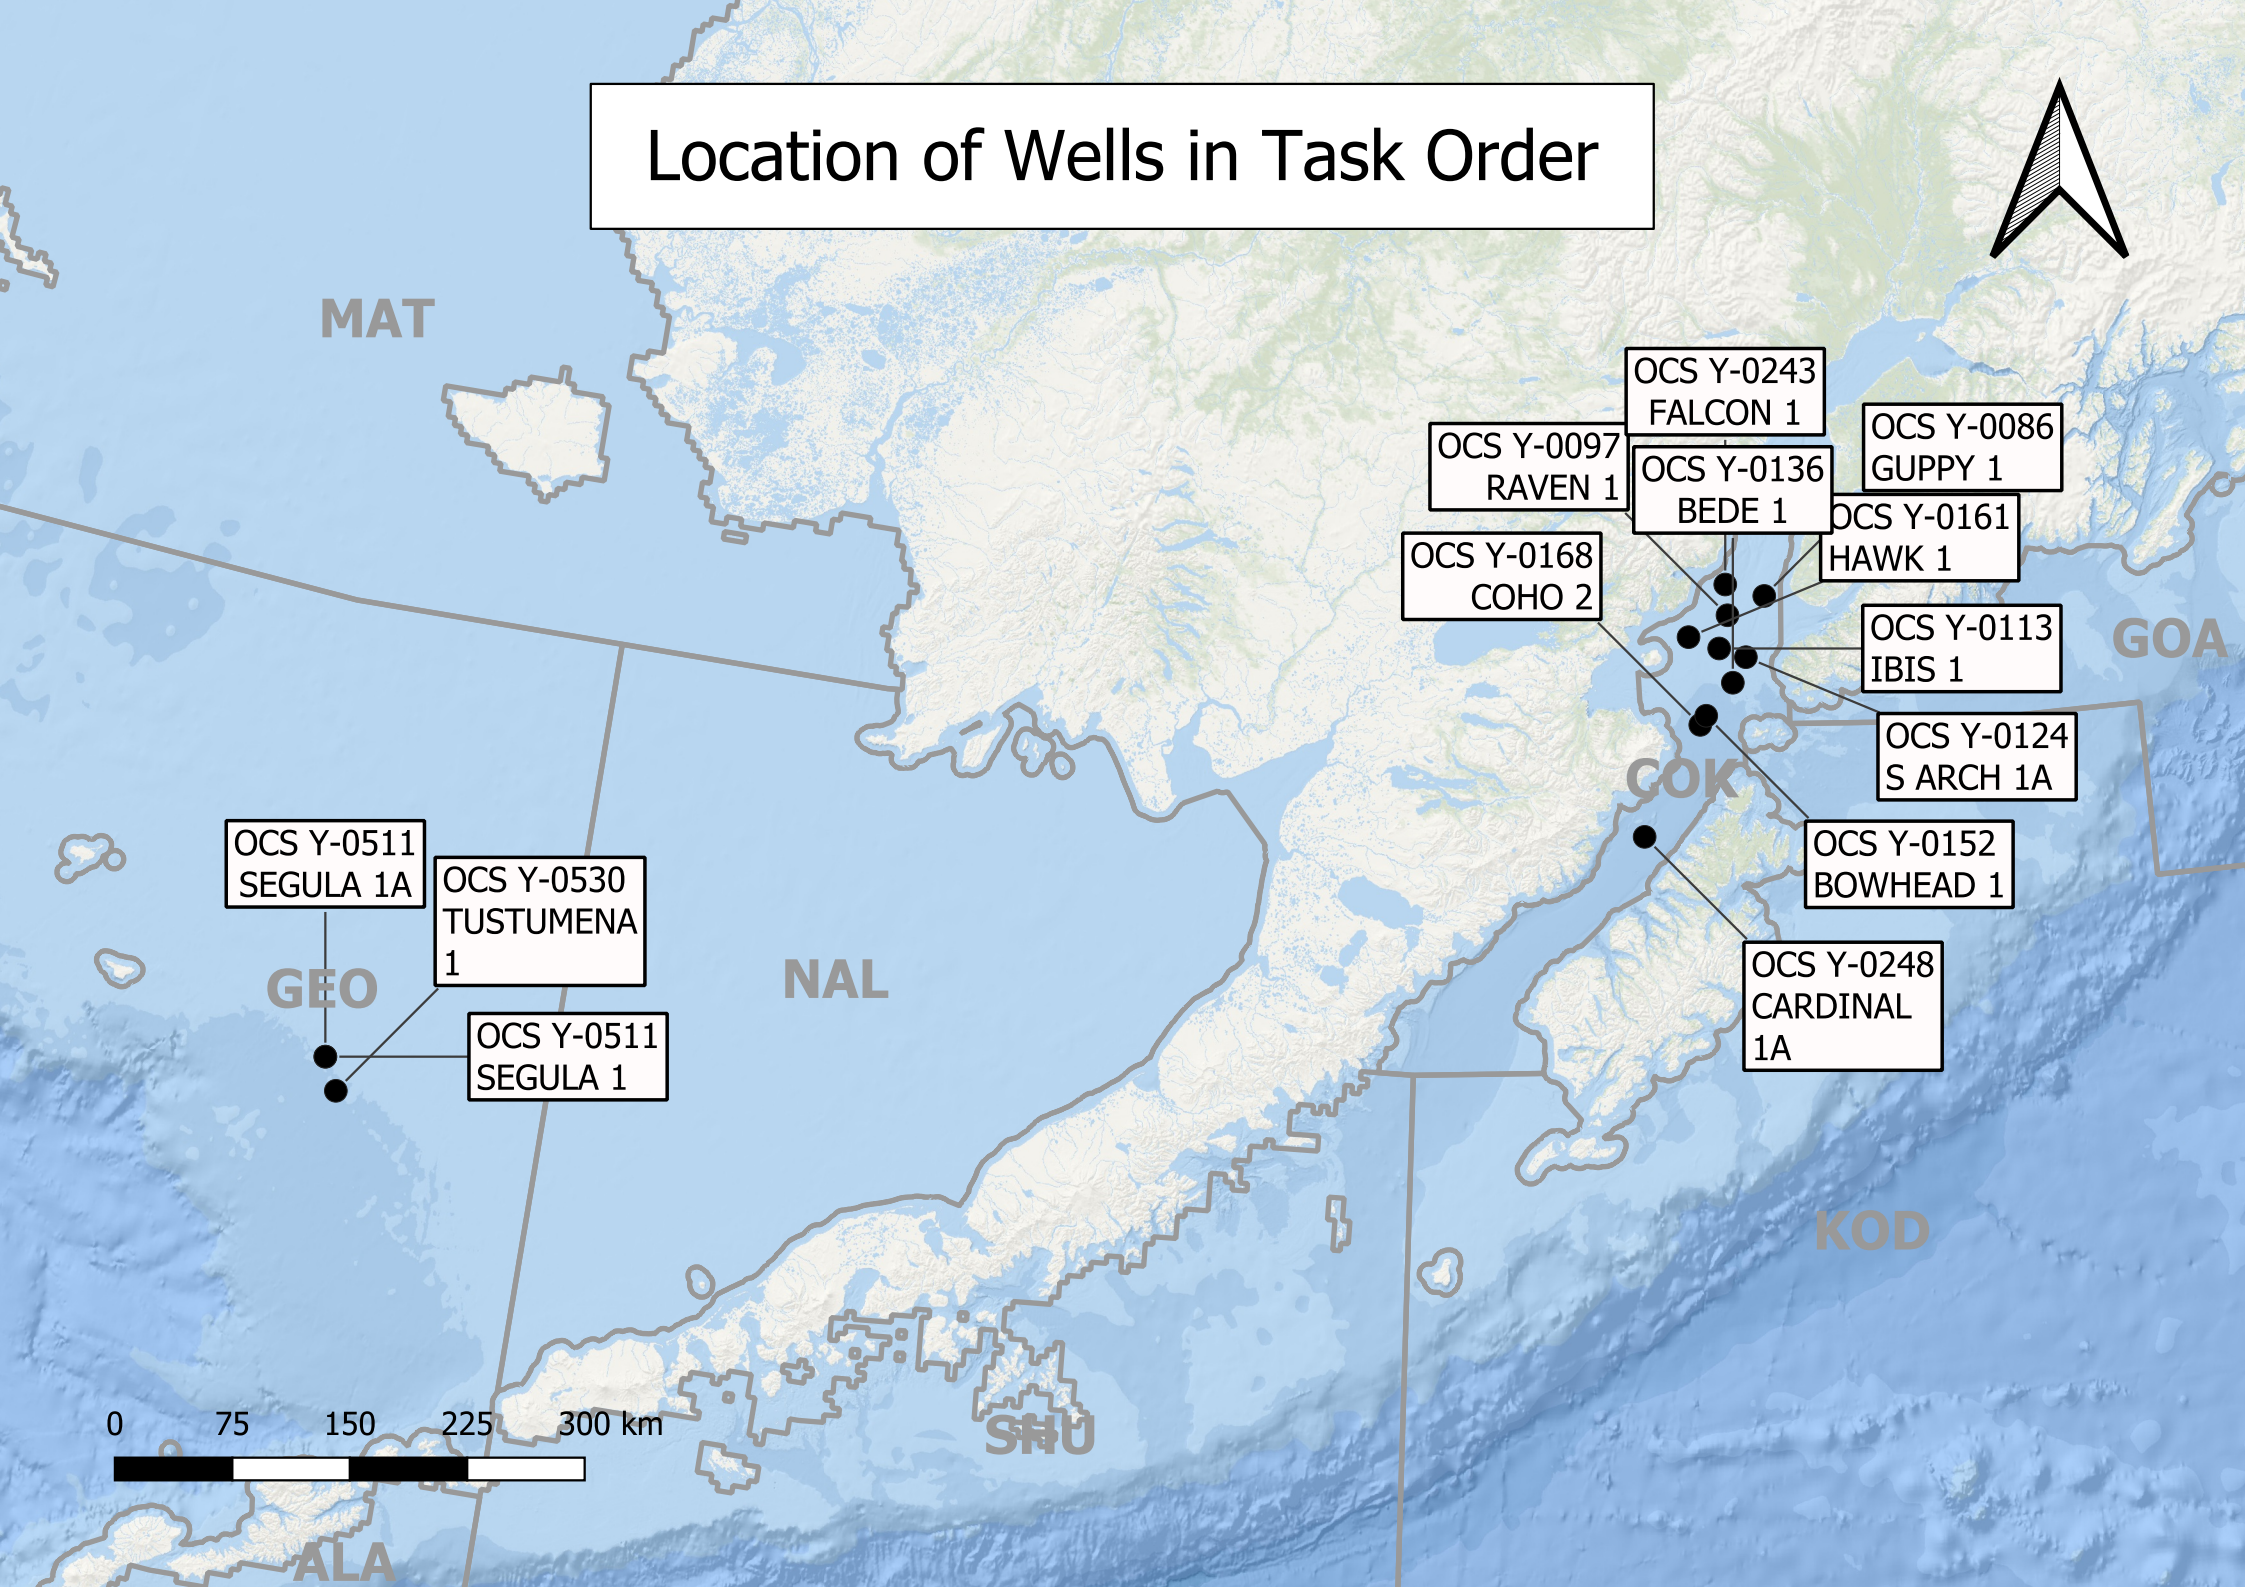 Location of Wells in Task Order
MAT
OCS Y-0243
FALCON 1
OCS Y-0086
GUPPY 1
OCS Y-0097
RAVEN 1
OCS Y-0136
BEDE 1
OCS Y-0161
HAWK 1
OCS Y-0168
COHO 2
OCS Y-0113
IBIS 1
GOA
OCS Y-0124
S ARCH 1A
COK
OCS Y-0152
BOWHEAD 1
OCS Y-0511
SEGULA 1A
OCS Y-0530
TUSTUMENA
1
GEO
NAL
OCS Y-0248
CARDINAL
1A
OCS Y-0511
SEGULA 1
KOD
SHU
0 75 150 225 300 km
ALA